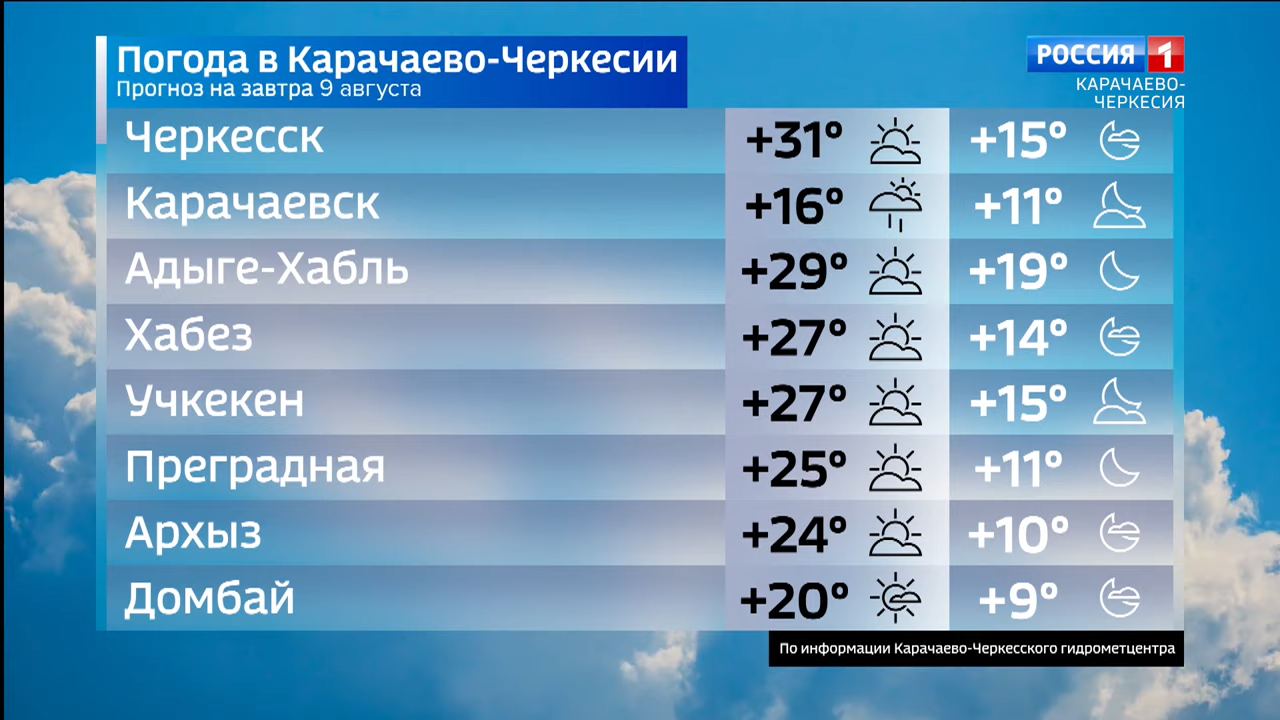 Погода в Карачаево-Черкесии
Прогноз на завтра 9 августа
РОССИЯ 1
КАРАЧАЕВО-
ЧЕРКЕСИЯ
Черкесск +31° +15°
Карачаевск +16° +11°
Адыге-Хабль +29° +19°
Хабез +27° +14°
Учкекен +27° +15°
Преградная +25° +11°
Архыз +24° +10°
Домбай +20° +9°
По информации Карачаево-Черкесского гидрометцентра